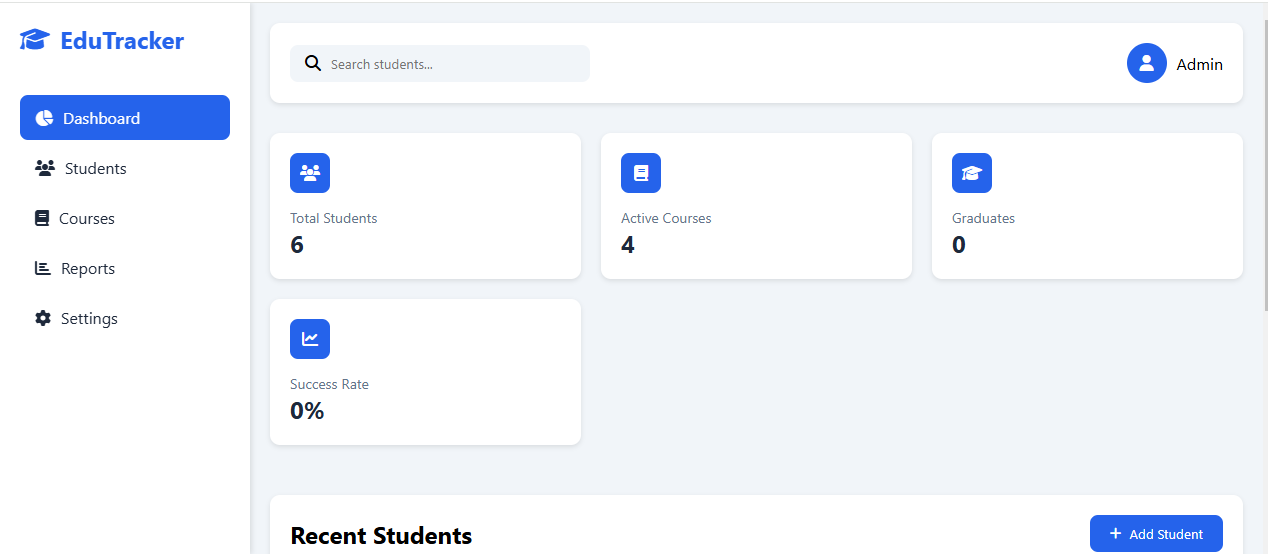 EduTracker
Dashboard
Students
Courses
Reports
Settings
Search students...
Admin
Total Students
6
Active Courses
4
Graduates
0
Success Rate
0%
Recent Students
Add Student